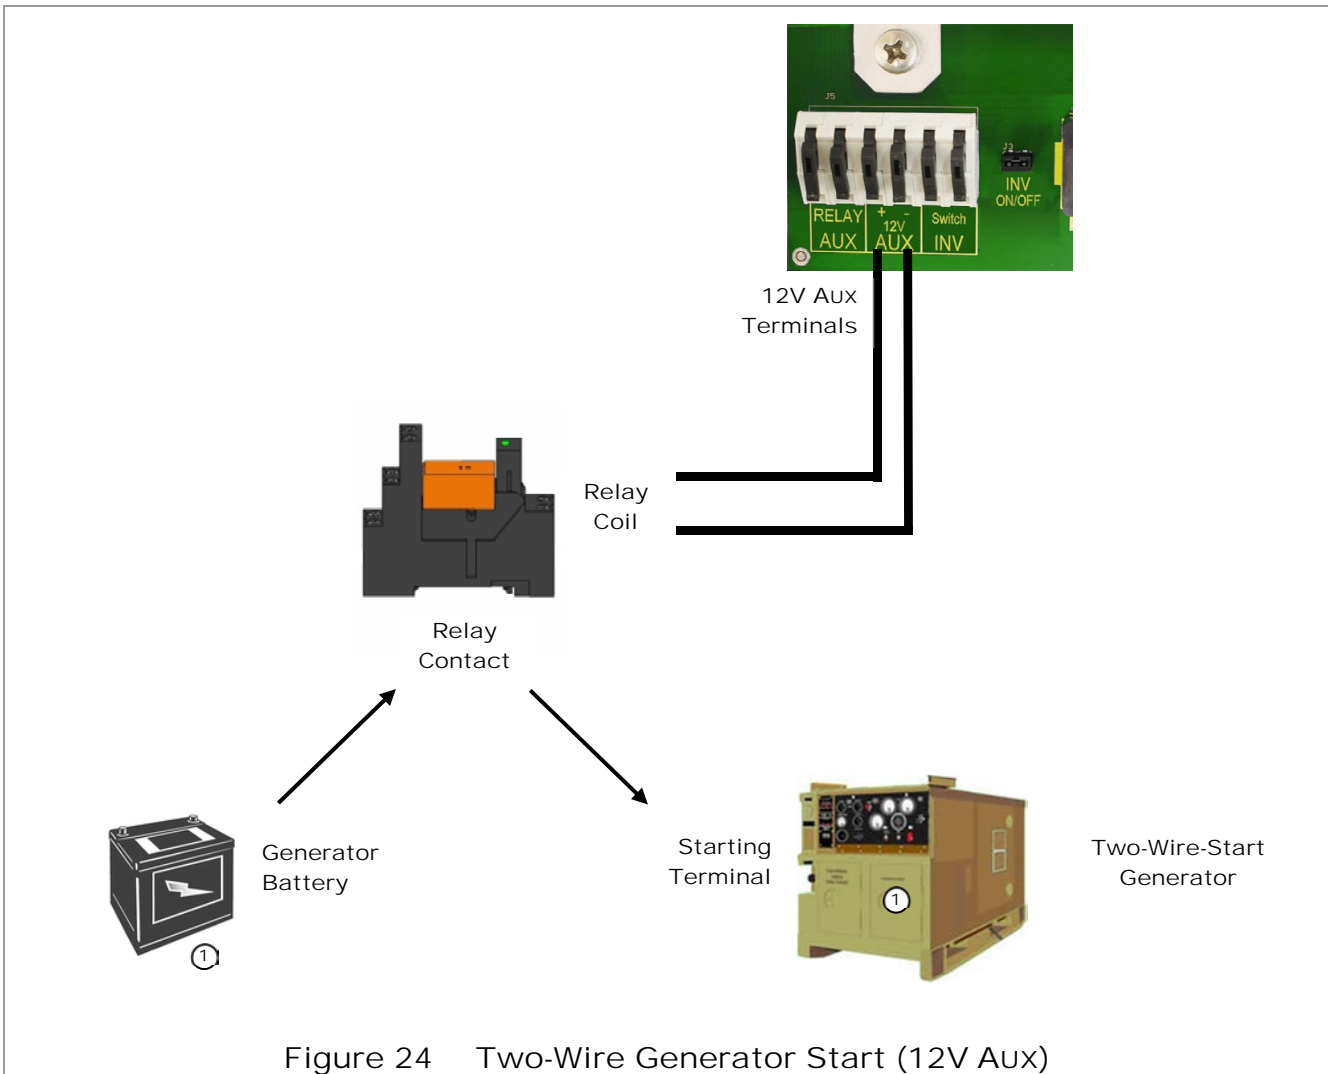 J5
J3
INV
ON/OFF
RELAY
AUX
+ -
12V
AUX
Switch
INV
12V AUX
Terminals
Relay
Coil
Relay
Contact
Generator
Battery
1
Starting
Terminal
1
Two-Wire-Start
Generator
Figure 24 Two-Wire Generator Start (12V AUX)